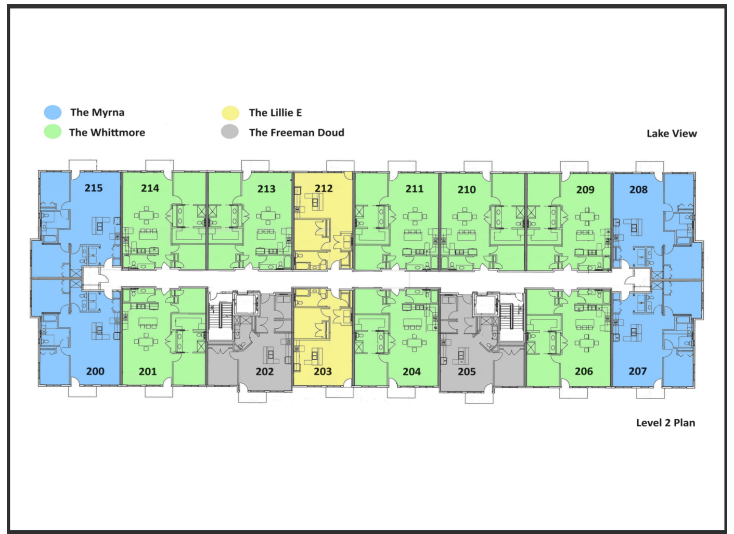 The Myrna
The Lillie E
The Whittmore
The Freeman Doud
Lake View
215
214
213
212
211
210
209
208
200
201
202
203
204
205
206
207
Level 2 Plan